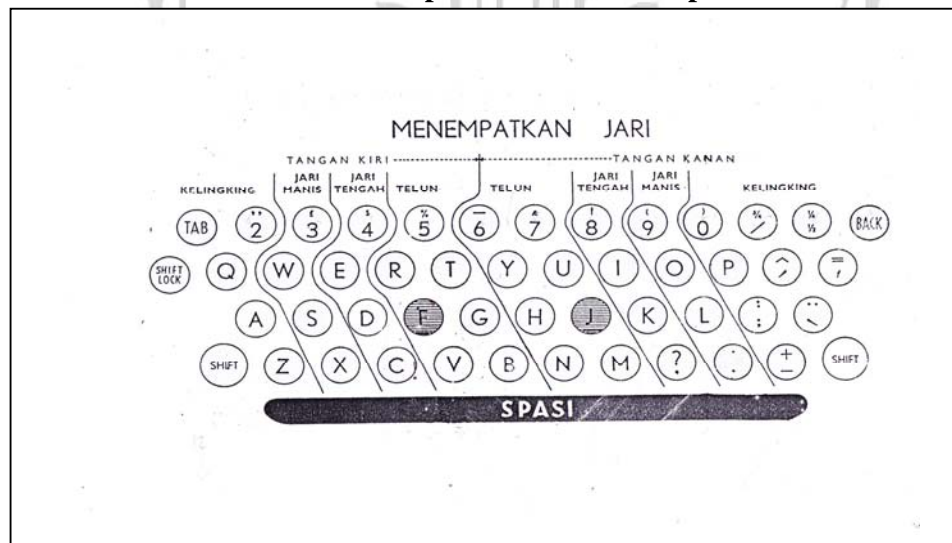 MENEMPATKAN JARI
TANGAN KIRI TANGAN KANAN
KELINGKING JARI MANIS JARI TENGAH TELUN TELUN JARI TENGAH JARI MANIS KELINGKING
TAB 2 3 4 5 6 7 8 9 0 BACK
SHIFT LOCK Q W E R T Y U I O P
A S D F G H J K L ;
SHIFT Z X C V B N M ? . + - SHIFT
SPASI